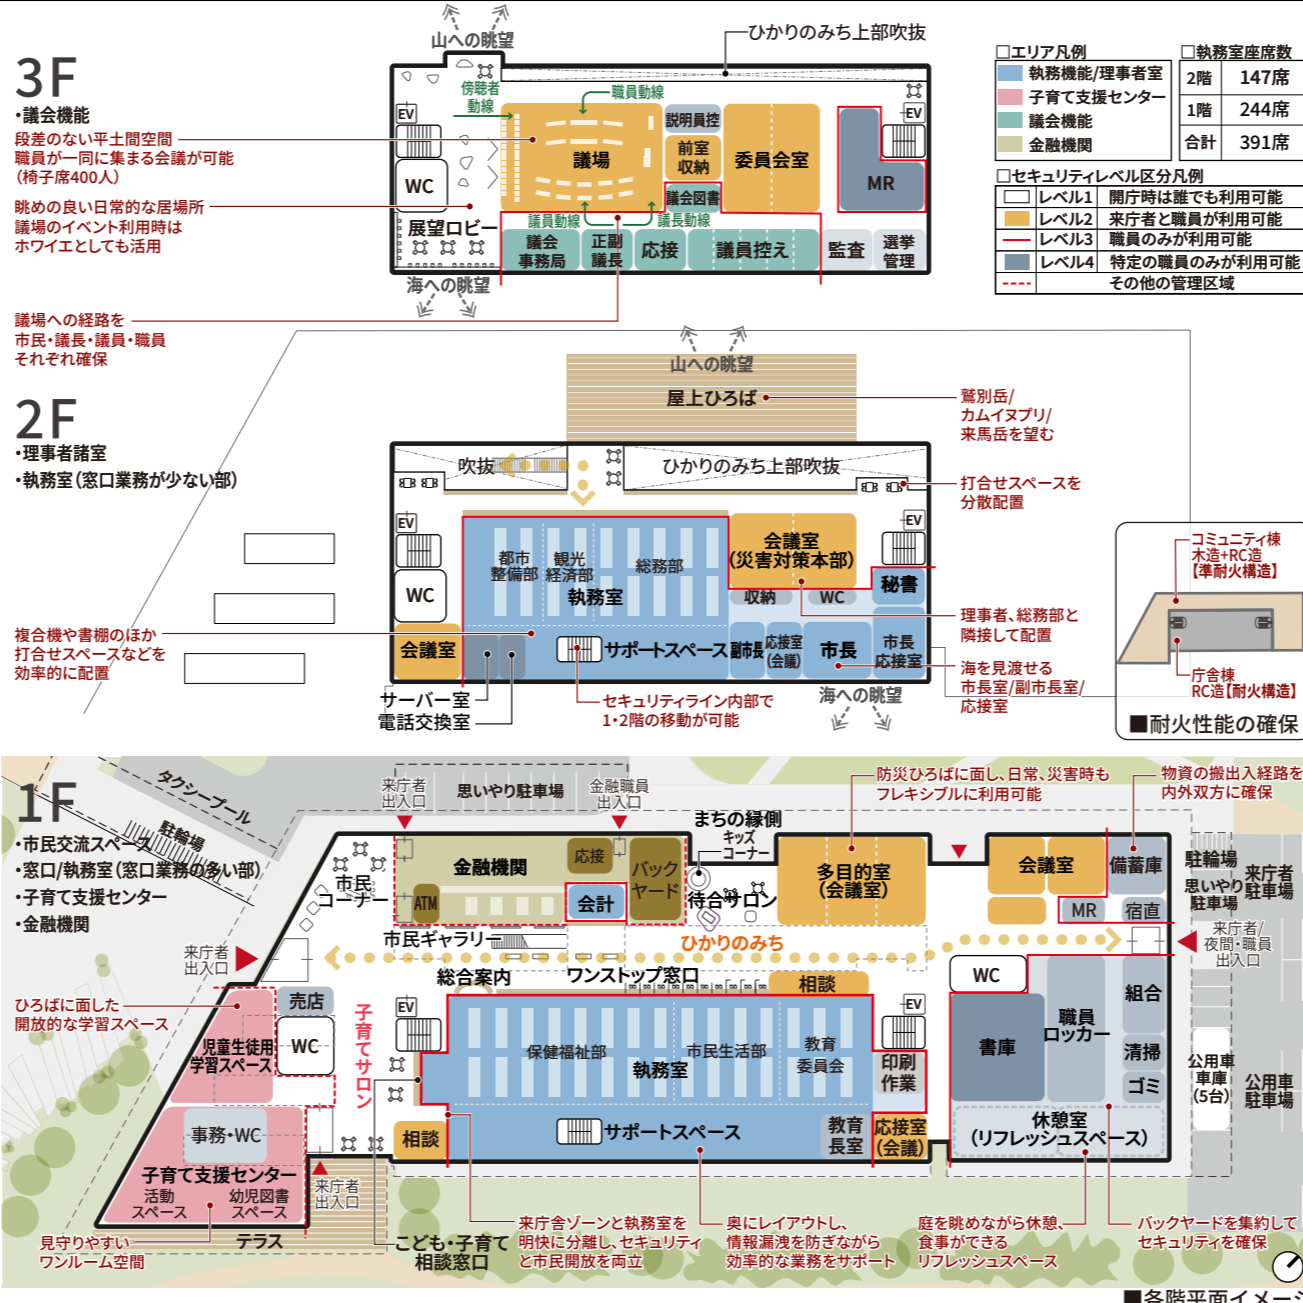 山への眺望
ひかりのみち上部吹抜
3F
・議会機能
段差のない平土間空間
職員が一同に集まる会議が可能
（椅子席400人）
眺めの良い日常的な居場所
議場のイベント利用時は
ホワイエとしても活用
議場への経路を
市民・議長・議員・職員
それぞれ確保
傍聴者
動線
職員動線
EV
WC
議場
説明員控
前室
収納
委員会室
議会図書
MR
EV
展望ロビー
議員動線
議長動線
議会
事務局
正副
議長
応接
議員控え
監査
選挙
管理
海への眺望
□エリア凡例
執務機能/理事者室
子育て支援センター
議会機能
金融機関
□執務室座席数
2階 147席
1階 244席
合計 391席
□セキュリティレベル区分凡例
レベル1 開庁時は誰でも利用可能
レベル2 来庁者と職員が利用可能
レベル3 職員のみが利用可能
レベル4 特定の職員のみが利用可能
その他の管理区域
2F
・理事者諸室
・執務室（窓口業務が少ない部）
山への眺望
屋上ひろば
鷲別岳/
カムイヌプリ/
来馬岳を望む
吹抜
ひかりのみち上部吹抜
打合せスペースを
分散配置
EV
WC
会議室
都市
整備部
観光
経済部
総務部
執務室
会議室
（災害対策本部）
収納
WC
EV
秘書
サポートスペース
副市長
応接室
（会議）
市長
市長
応接室
理事者、総務部と
隣接して配置
海を見渡せる
市長室/副市長室/
応接室
複合機や書棚のほか
打合せスペースなどを
効率的に配置
サーバー室
電話交換室
セキュリティライン内部で
1・2階の移動が可能
海への眺望
コミュニティ棟
木造+RC造
【準耐火構造】
庁舎棟
RC造【耐火構造】
■耐火性能の確保
1F
・市民交流スペース
・窓口/執務室（窓口業務の多い部）
・子育て支援センター
・金融機関
タクシープール
駐輪場
来庁者
出入口
思いやり駐車場
金融職員
出入口
防災ひろばに面し、日常、災害時も
フレキシブルに利用可能
物資の搬出入経路を
内外双方に確保
まちの縁側
キッズ
コーナー
市民
コーナー
金融機関
応接
バック
ヤード
ATM
会計
待合サロン
多目的室
（会議室）
会議室
備蓄庫
MR
宿直
駐輪場
思いやり
駐車場
来庁者
駐車場
来庁者/
夜間・職員
出入口
市民ギャラリー
ひかりのみち
来庁者
出入口
総合案内
ワンストップ窓口
相談
WC
ひろばに面した
開放的な学習スペース
売店
WC
児童生徒用
学習スペース
子育てサロン
EV
保健福祉部
市民生活部
教育
委員会
執務室
EV
印刷
作業
書庫
職員
ロッカー
組合
清掃
ゴミ
公用車
車庫
（5台）
公用車
駐車場
事務・WC
子育て支援センター
活動
スペース
幼児図書
スペース
相談
サポートスペース
教育
長室
応接室
（会議）
休憩室
（リフレッシュスペース）
来庁者
出入口
見守りやすい
ワンルーム空間
テラス
こども・子育て
相談窓口
来庁舎ゾーンと執務室を
明快に分離し、セキュリティ
と市民開放を両立
奥にレイアウトし、
情報漏洩を防ぎながら
効率的な業務をサポート
庭を眺めながら休憩、
食事ができる
リフレッシュスペース
バックヤードを集約して
セキュリティを確保
■各階平面イメージ